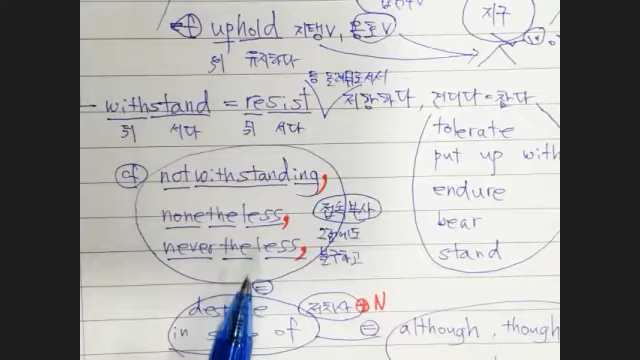 지구
cf uphold 지탱V, 옹호V
위 유지하다
- withstand = resist 저항하다, 견디다 = 참다
뒤 서다 뒤 서다
tolerate
put up with
endure
bear
stand
cf notwithstanding,
nonetheless, 접속부사
nevertheless, 그럼에도
불구하고
despite 전치사 + N
in spite of = although, though